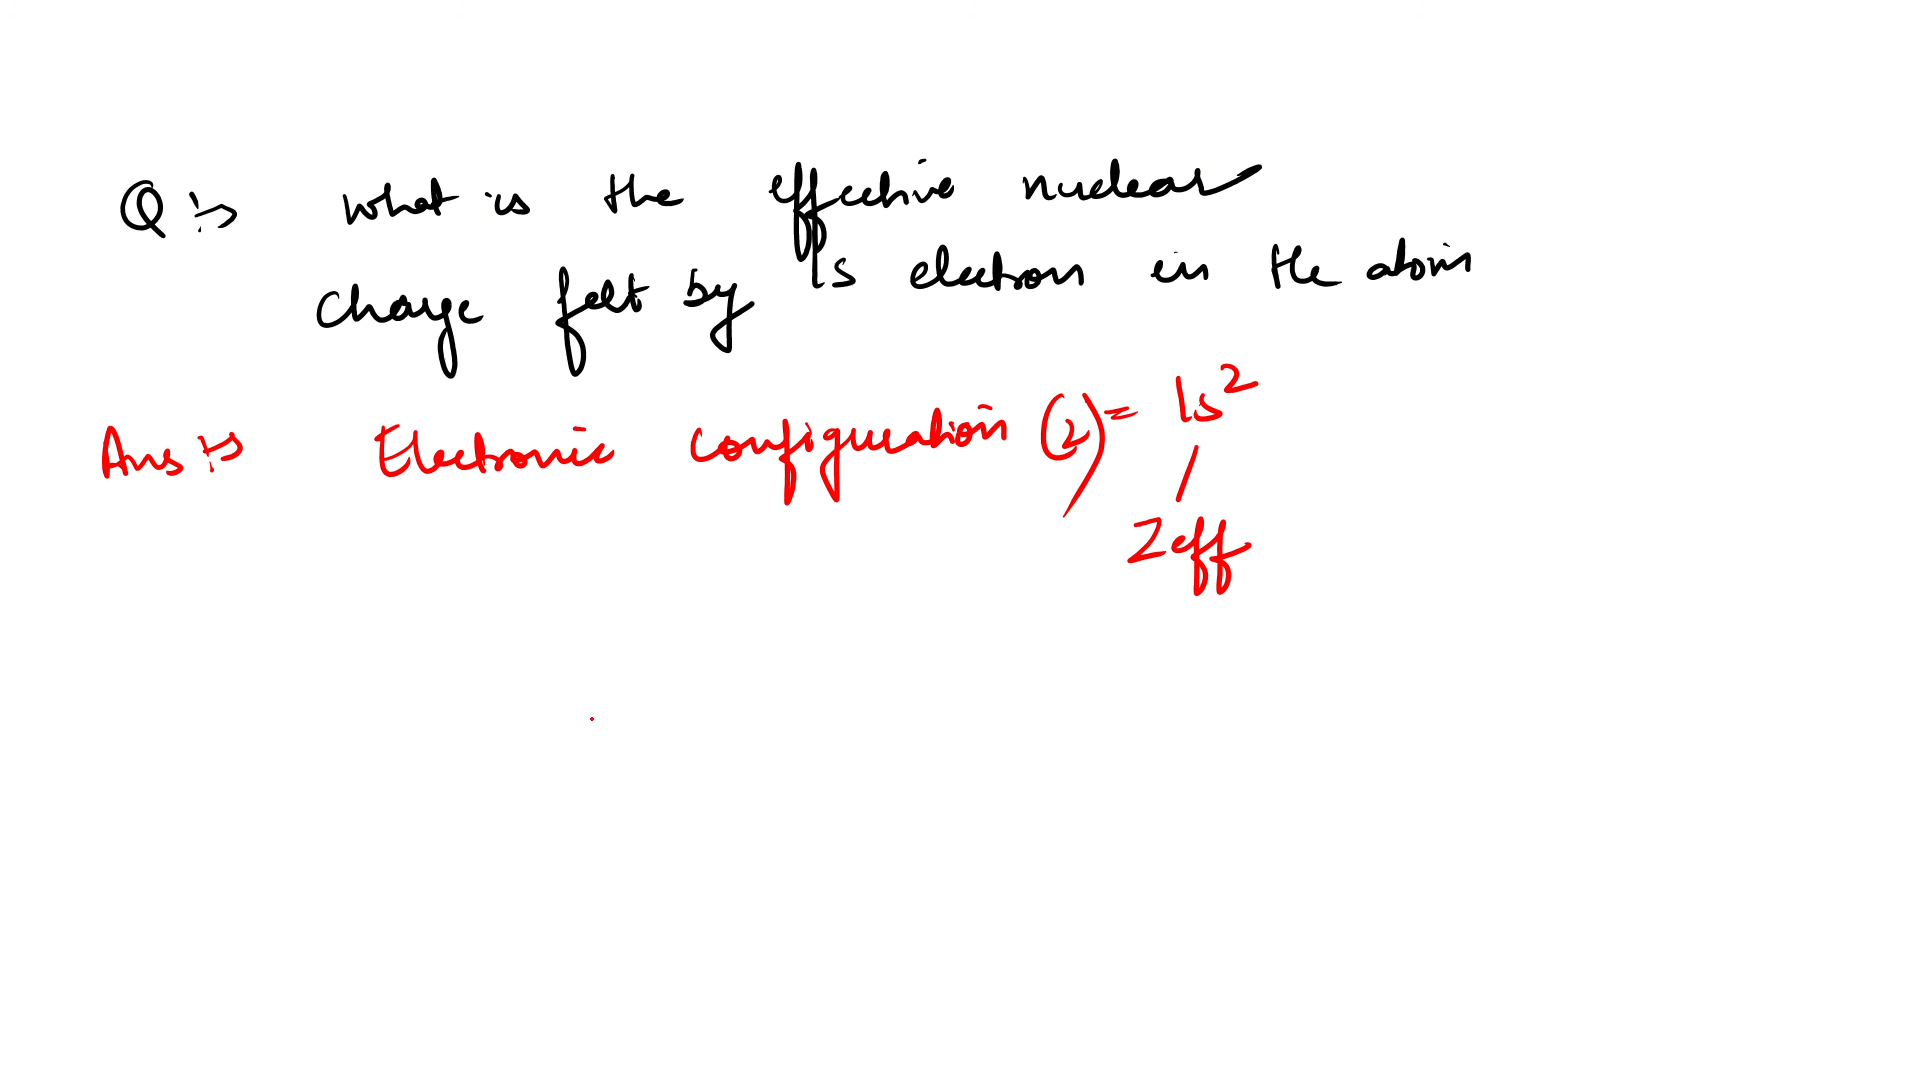 Q :-> What is the effective nuclear
charge felt by 1s electron in the atom
Ans :-> Electronic configuration (2) = 1s²
Zeff